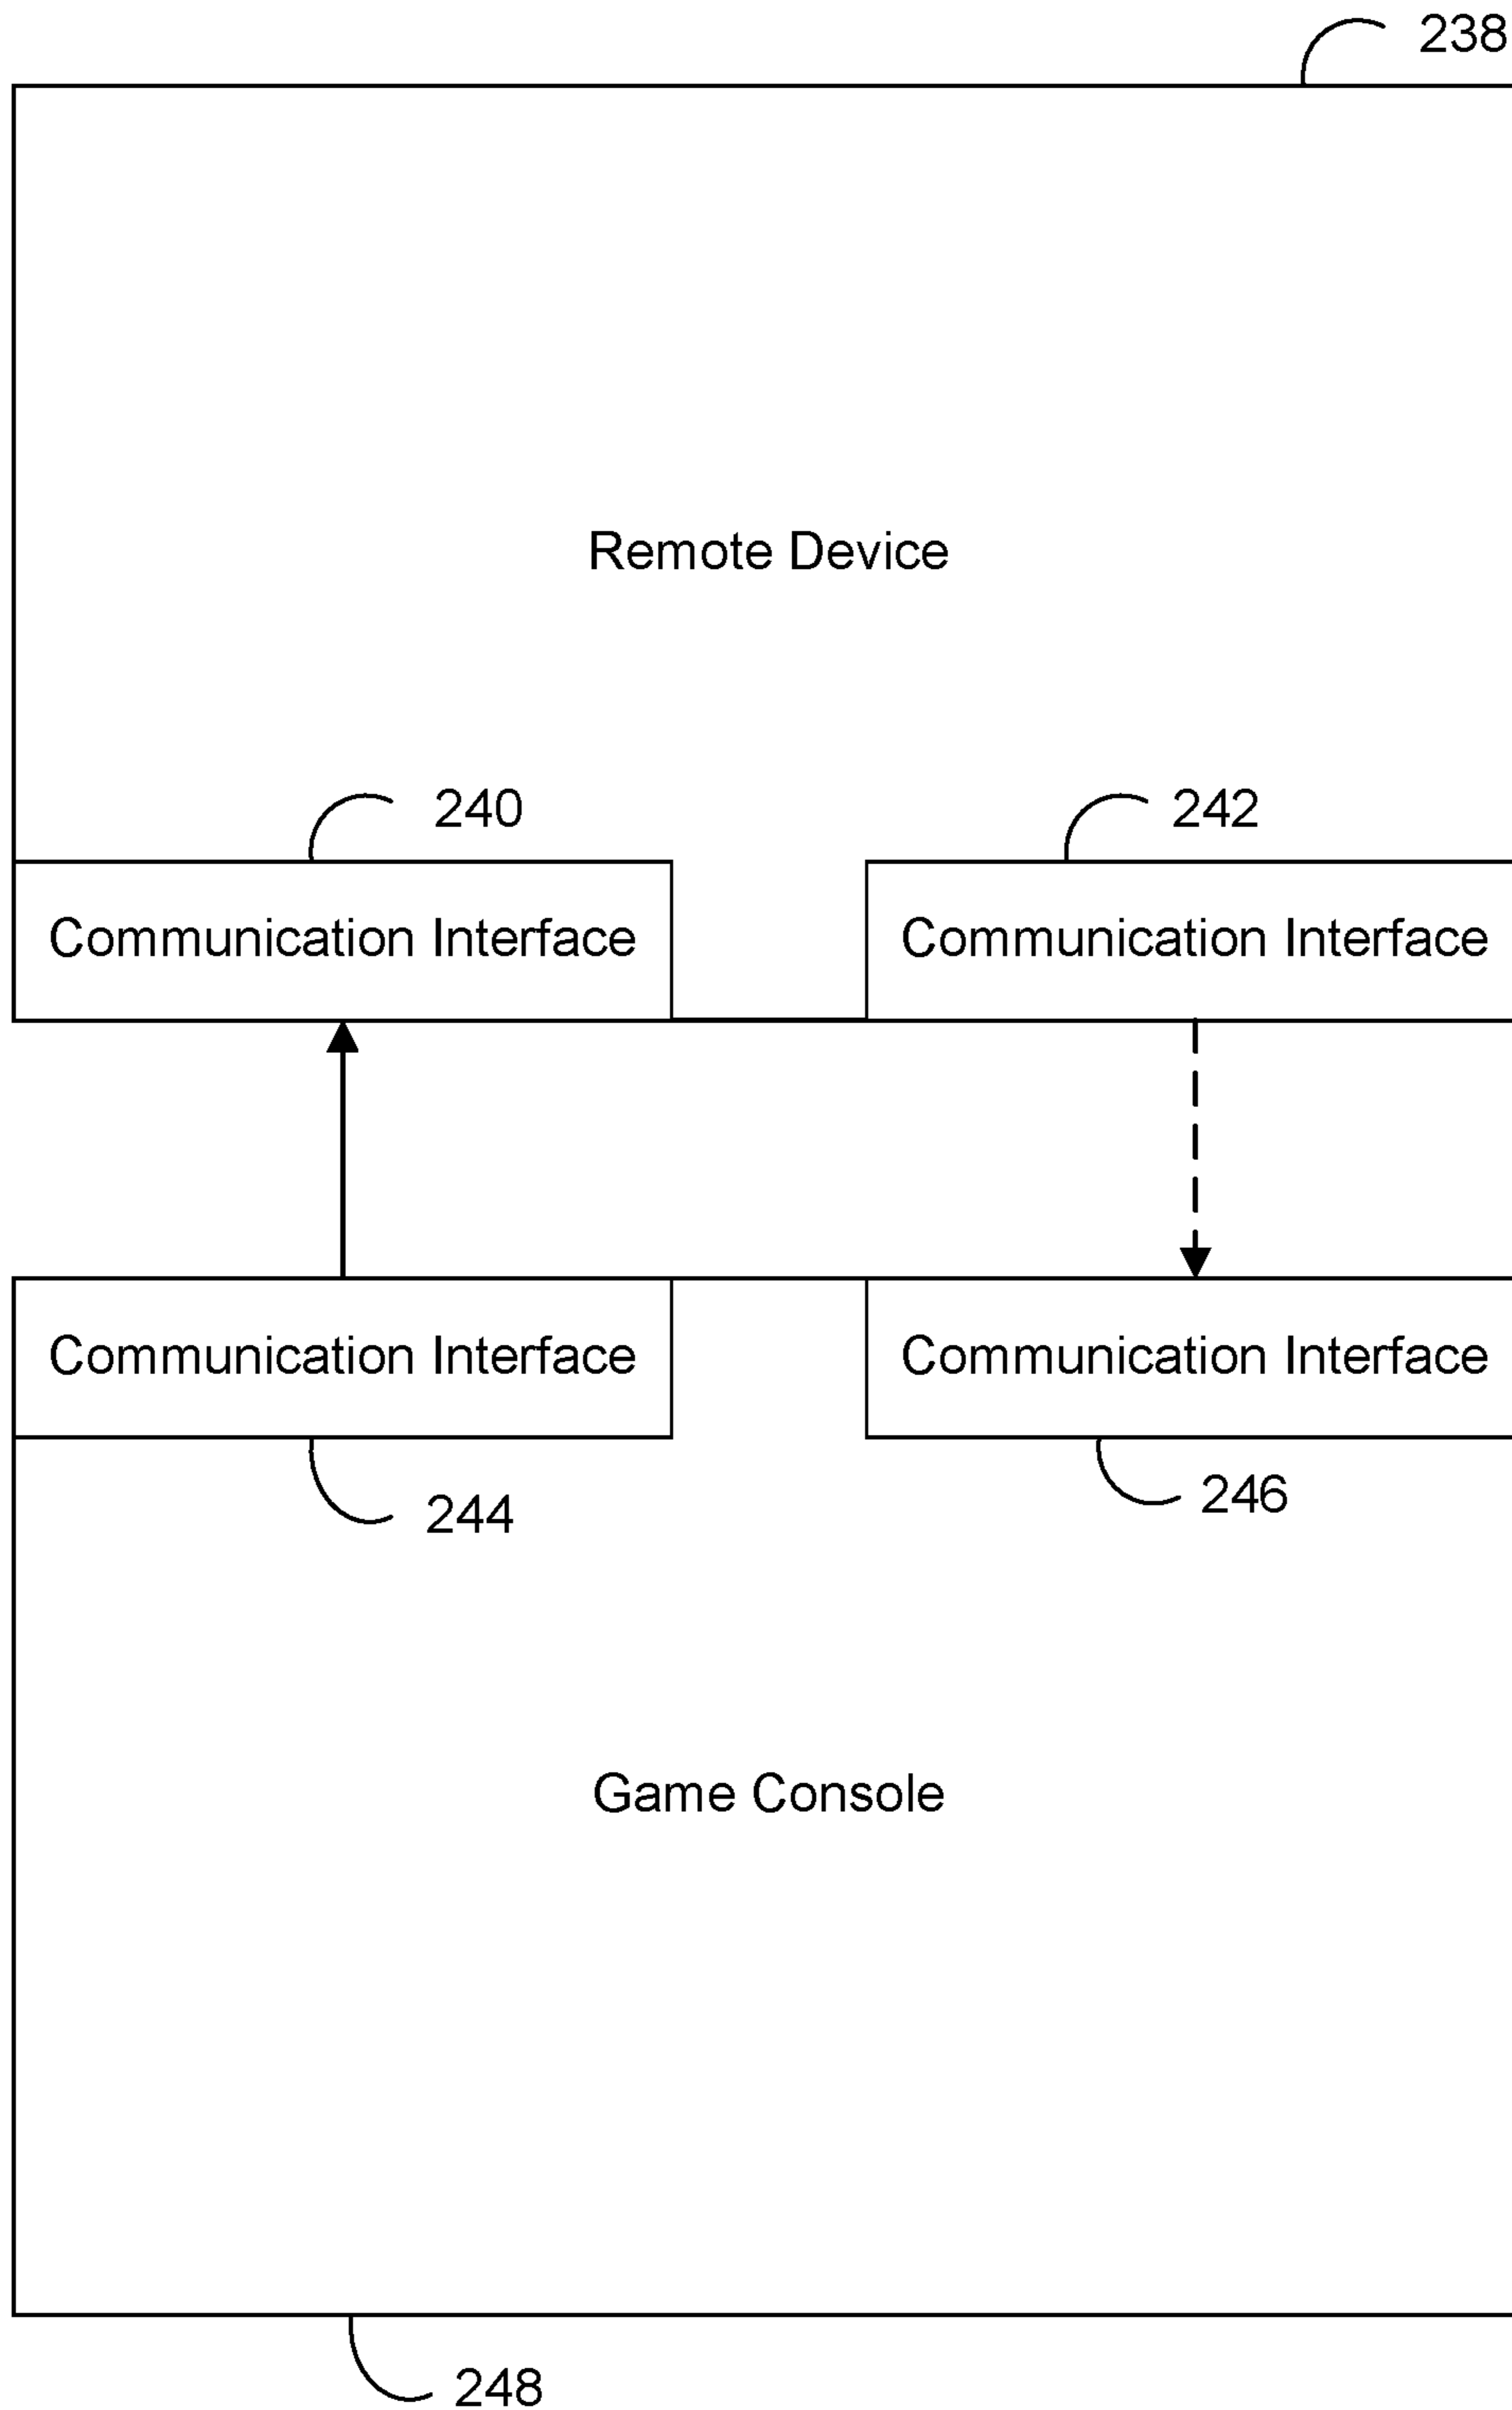 238
Remote Device
240
242
Communication Interface
Communication Interface
Communication Interface
Communication Interface
244
246
Game Console
248